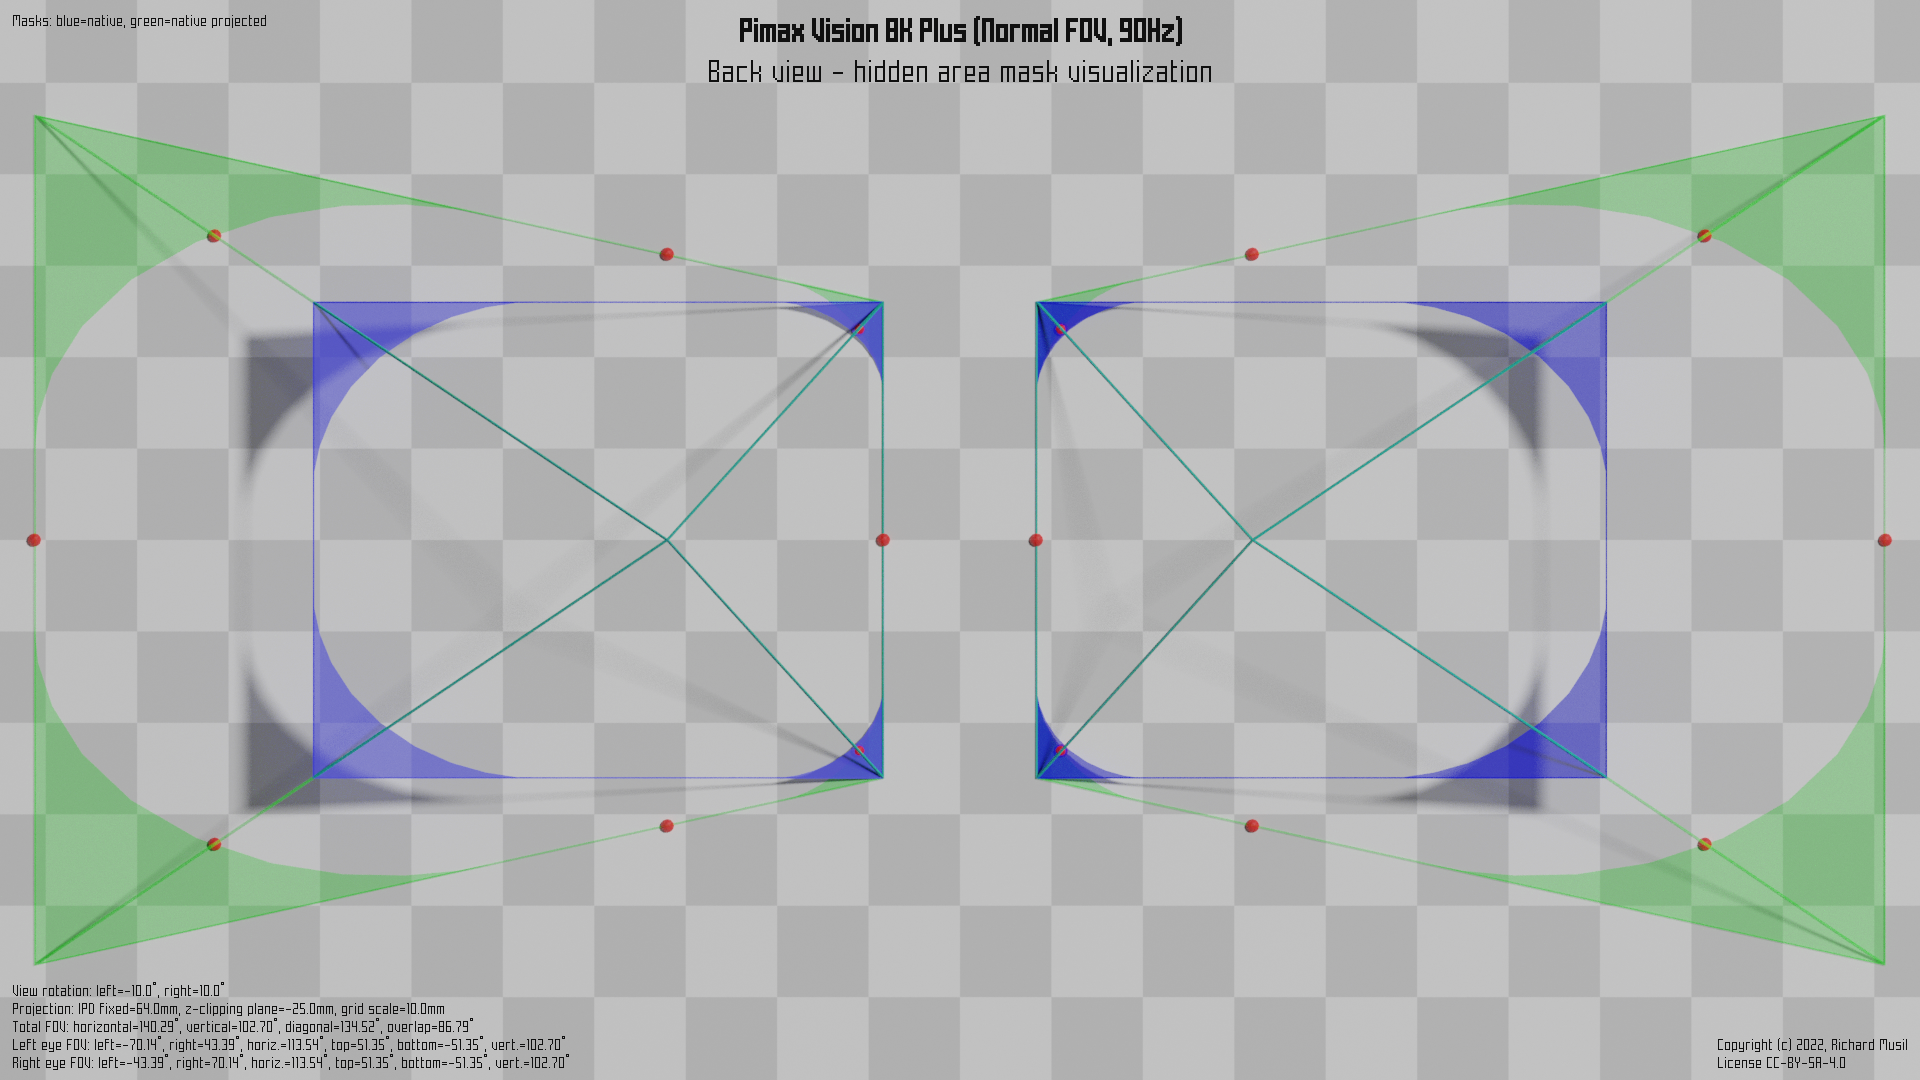 Masks: blue=native, green=native projected
Pimax Vision 8K Plus (Normal FOV, 90Hz)
Back view - hidden area mask visualization
View rotation: left=-10.0°, right=10.0°
Projection: IPD fixed=64.0mm, z-clipping plane=-25.0mm, grid scale=10.0mm
Total FOV: horizontal=140.29°, vertical=102.70°, diagonal=134.52°, overlap=86.79°
Left eye FOV: left=-70.14°, right=43.39°, horiz.=113.54°, top=51.35°, bottom=-51.35°, vert.=102.70°
Right eye FOV: left=-43.39°, right=70.14°, horiz.=113.54°, top=51.35°, bottom=-51.35°, vert.=102.70°
Copyright (c) 2022, Richard Musil
License CC-BY-SA-4.0